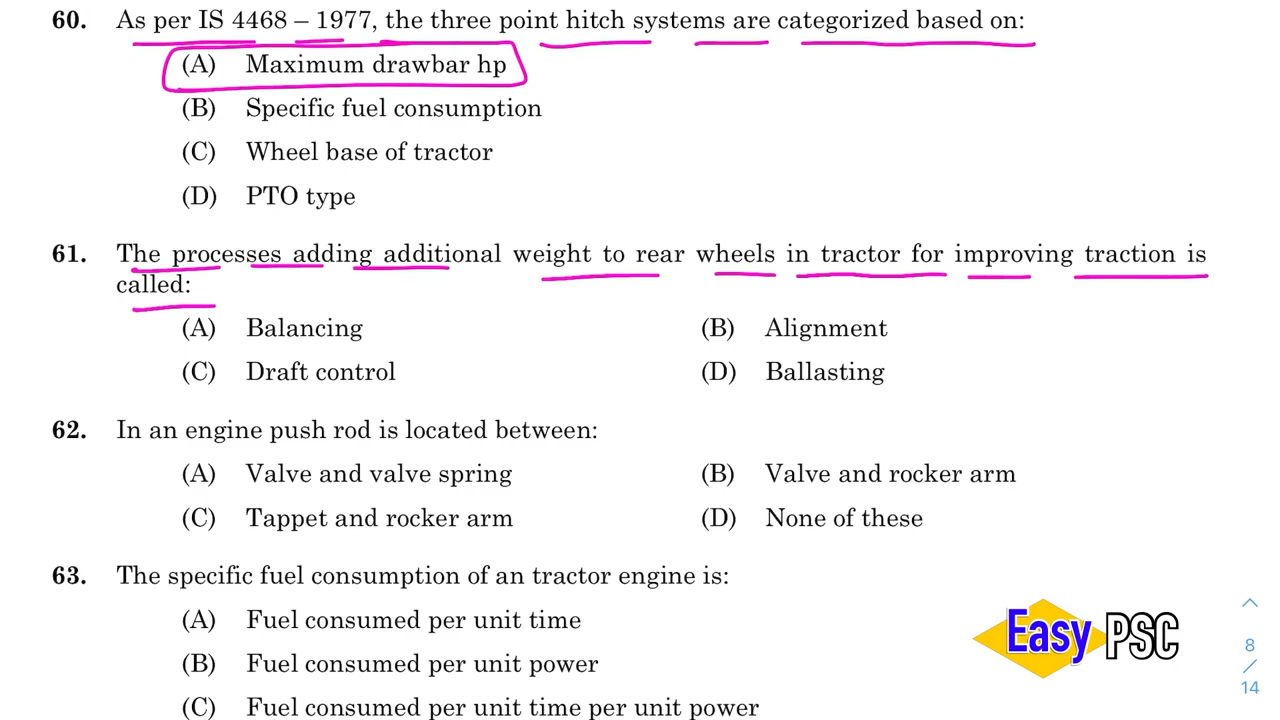 60. As per IS 4468 – 1977, the three point hitch systems are categorized based on:
(A) Maximum drawbar hp
(B) Specific fuel consumption
(C) Wheel base of tractor
(D) PTO type
61. The processes adding additional weight to rear wheels in tractor for improving traction is
called:
(A) Balancing (B) Alignment
(C) Draft control (D) Ballasting
62. In an engine push rod is located between:
(A) Valve and valve spring (B) Valve and rocker arm
(C) Tappet and rocker arm (D) None of these
63. The specific fuel consumption of an tractor engine is:
(A) Fuel consumed per unit time
(B) Fuel consumed per unit power
(C) Fuel consumed per unit time per unit power
Easy PSC
8
/
14